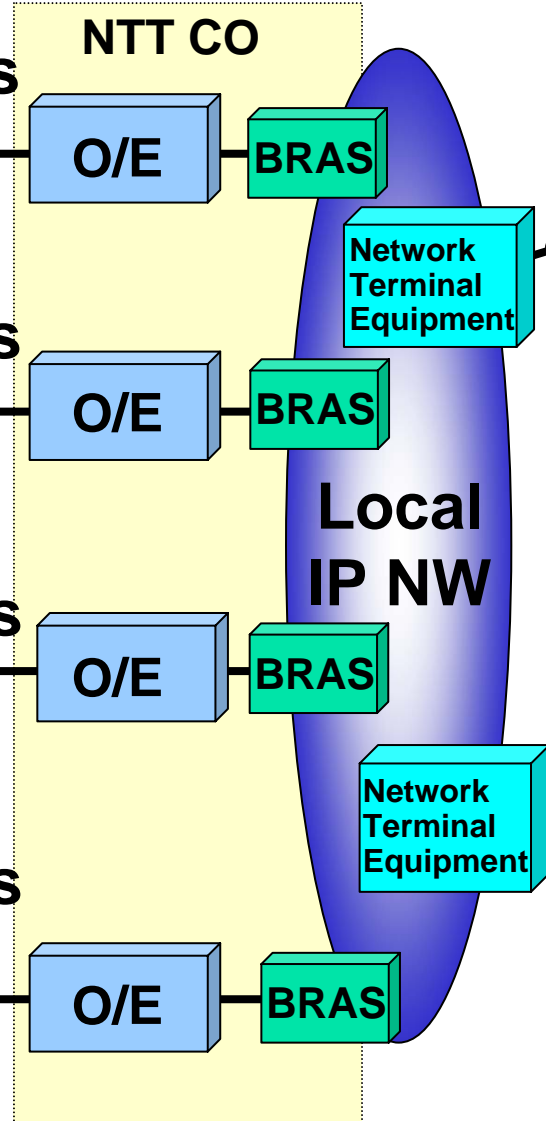 NTT CO
s
O/E
BRAS
Network
Terminal
Equipment
s
O/E
BRAS
Local
IP NW
s
O/E
BRAS
Network
Terminal
Equipment
s
O/E
BRAS